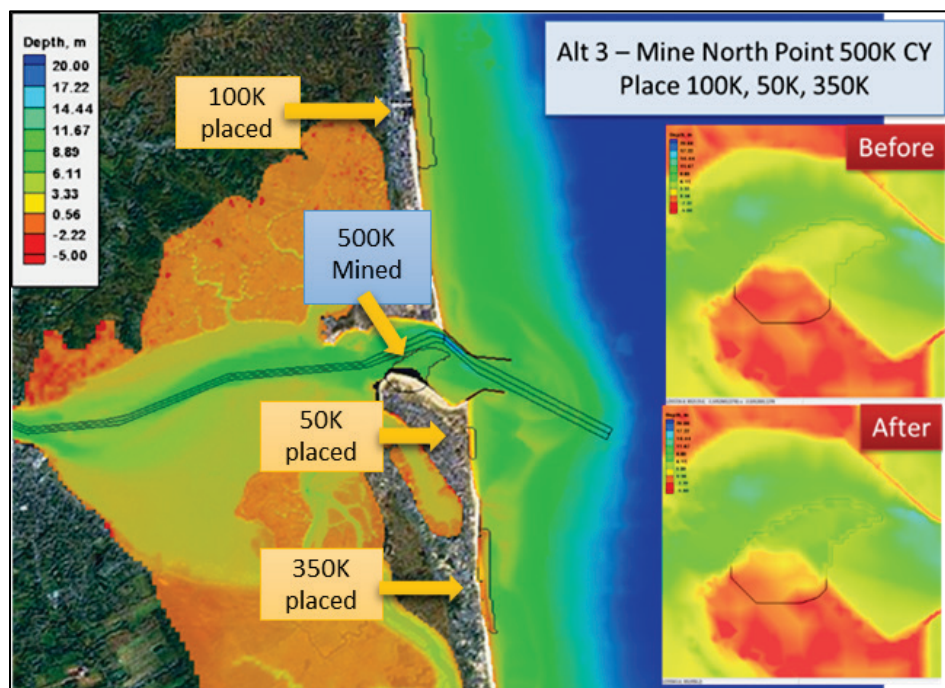 Depth, m
20.00
17.22
14.44
11.67
8.89
6.11
3.33
0.56
-2.22
-5.00
Alt 3 – Mine North Point 500K CY
Place 100K, 50K, 350K
100K
placed
Before
500K
Mined
50K
placed
After
350K
placed